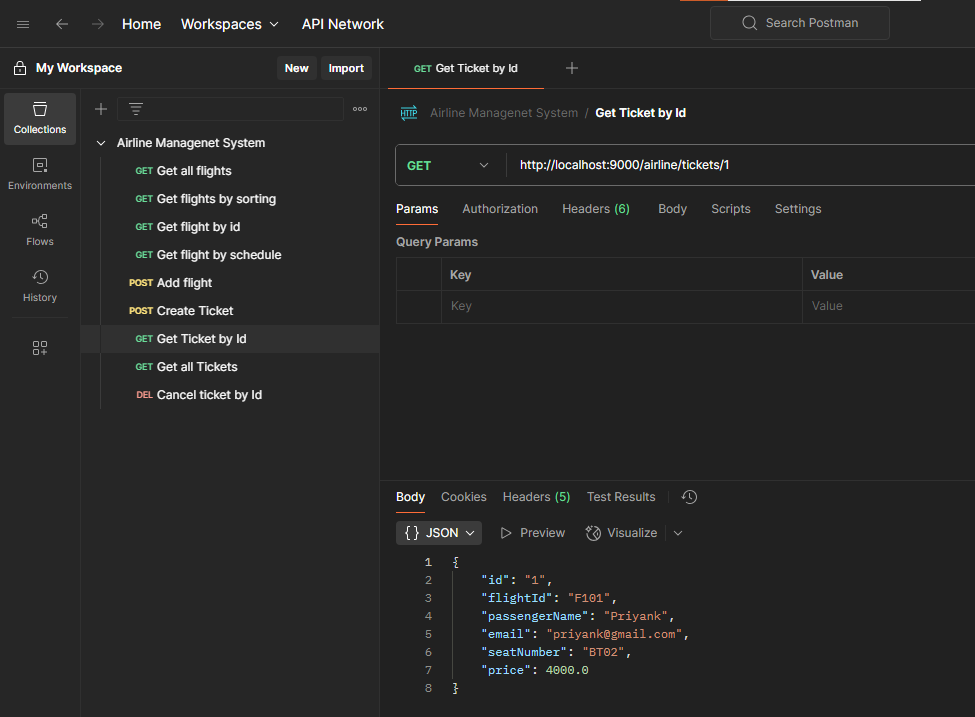 Home Workspaces API Network Search Postman
My Workspace New Import
GET Get Ticket by Id
Collections
Environments
Flows
History
Airline Managenet System
GET Get all flights
GET Get flights by sorting
GET Get flight by id
GET Get flight by schedule
POST Add flight
POST Create Ticket
GET Get Ticket by Id
GET Get all Tickets
DEL Cancel ticket by Id
HTTP Airline Managenet System / Get Ticket by Id
GET http://localhost:9000/airline/tickets/1
Params Authorization Headers (6) Body Scripts Settings
Query Params
Key Value
Key Value
Body Cookies Headers (5) Test Results
{} JSON Preview Visualize
1 {
2 "id": "1",
3 "flightId": "F101",
4 "passengerName": "Priyank",
5 "email": "priyank@gmail.com",
6 "seatNumber": "BT02",
7 "price": 4000.0
8 }